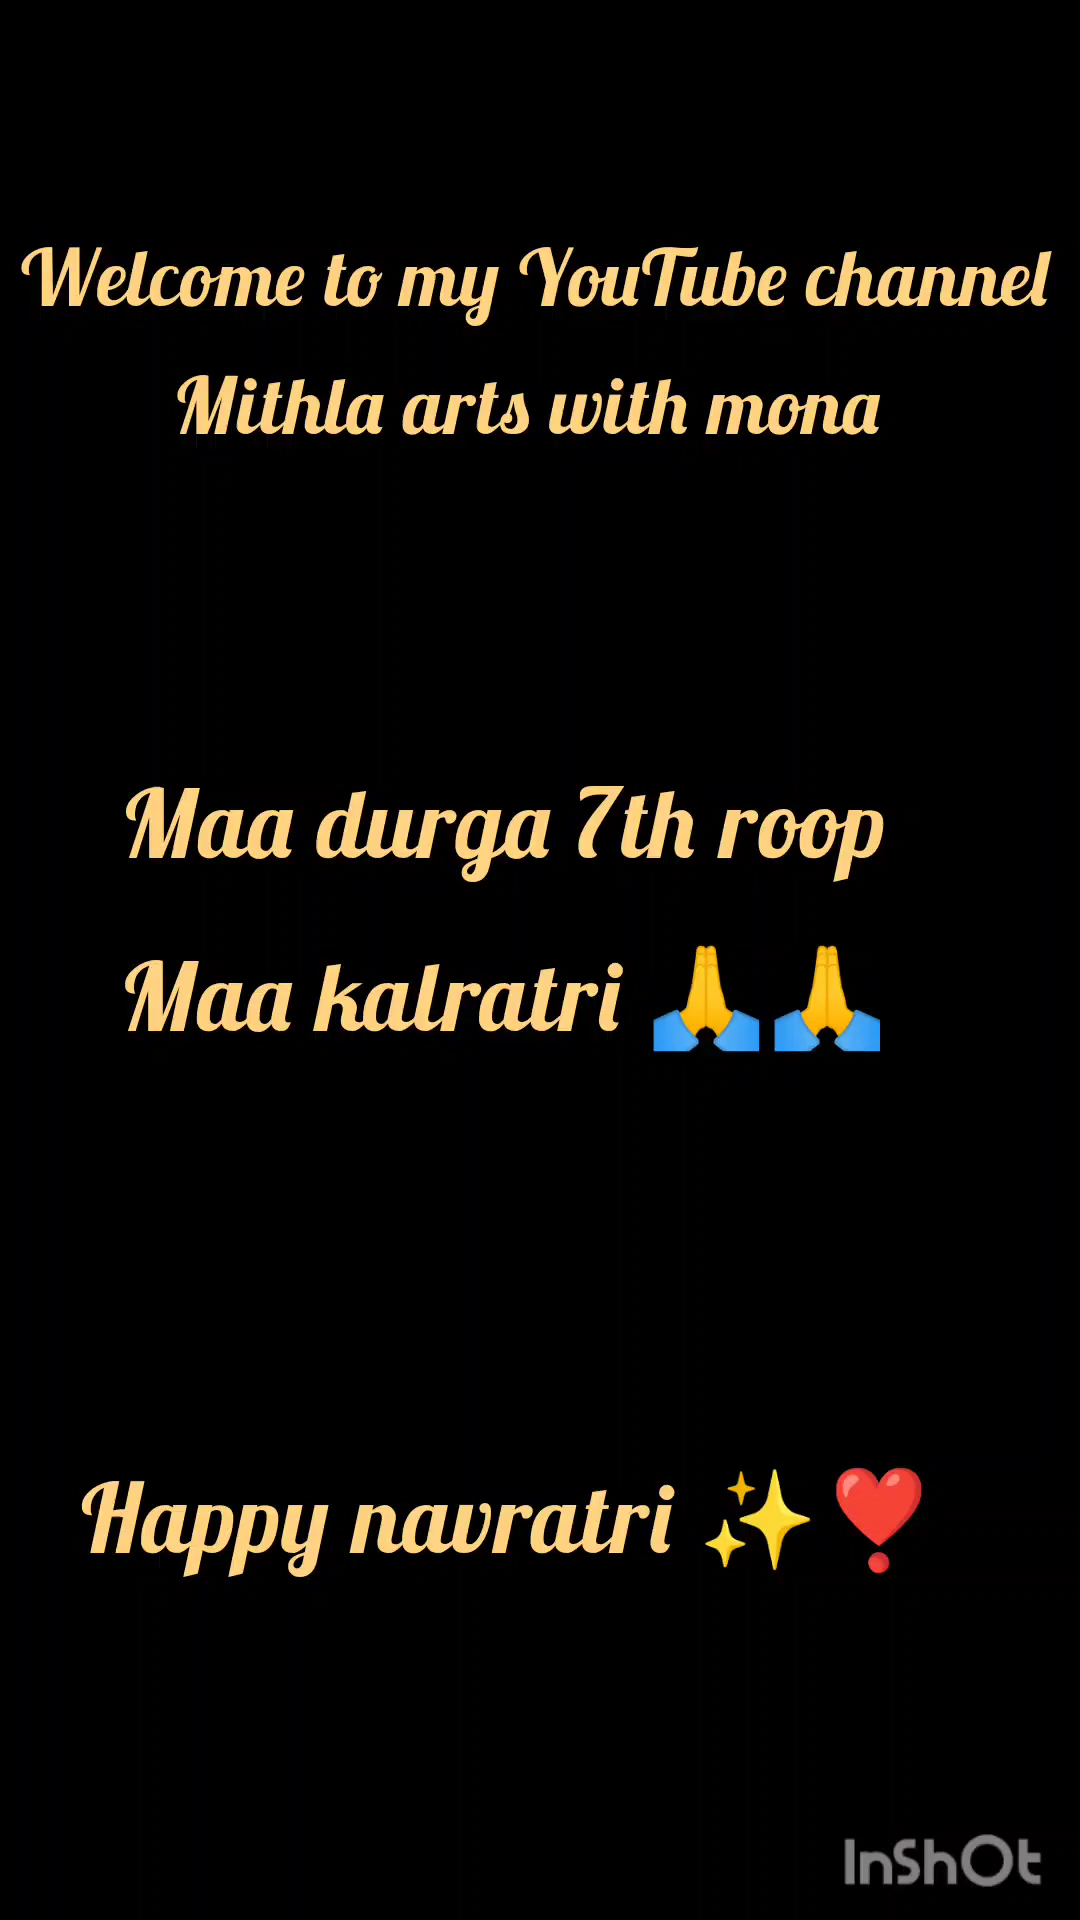 Welcome to my YouTube channel
Mithla arts with mona
Maa durga 7th roop
Maa kalratri 🙏🙏
Happy navratri ✨❣️
InShOt